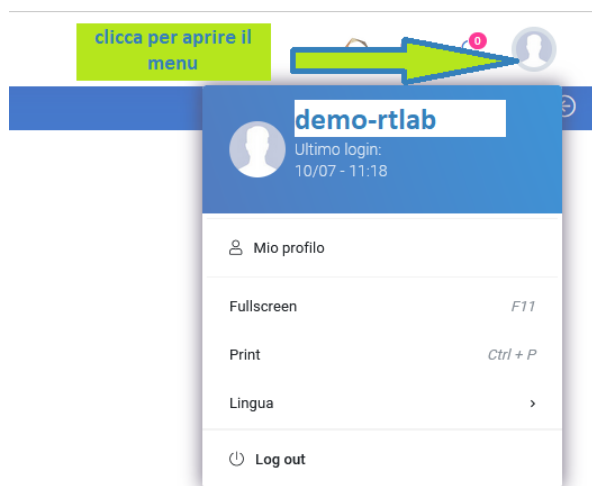 clicca per aprire il
menu
0
demo-rtlab
Ultimo login:
10/07 - 11:18
Mio profilo
Fullscreen F11
Print Ctrl + P
Lingua
Log out